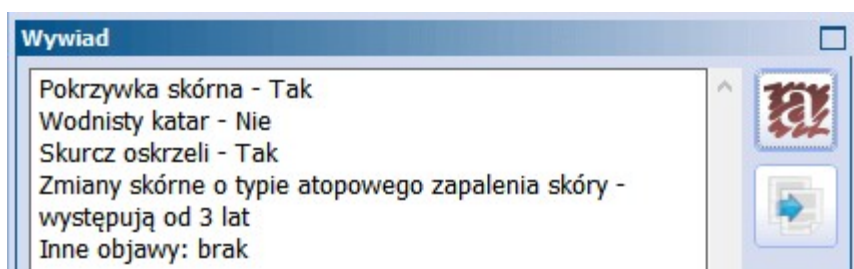 Wywiad
Pokrzywka skórna - Tak
Wodnisty katar - Nie
Skurcz oskrzeli - Tak
Zmiany skórne o typie atopowego zapalenia skóry -
występują od 3 lat
Inne objawy: brak
a